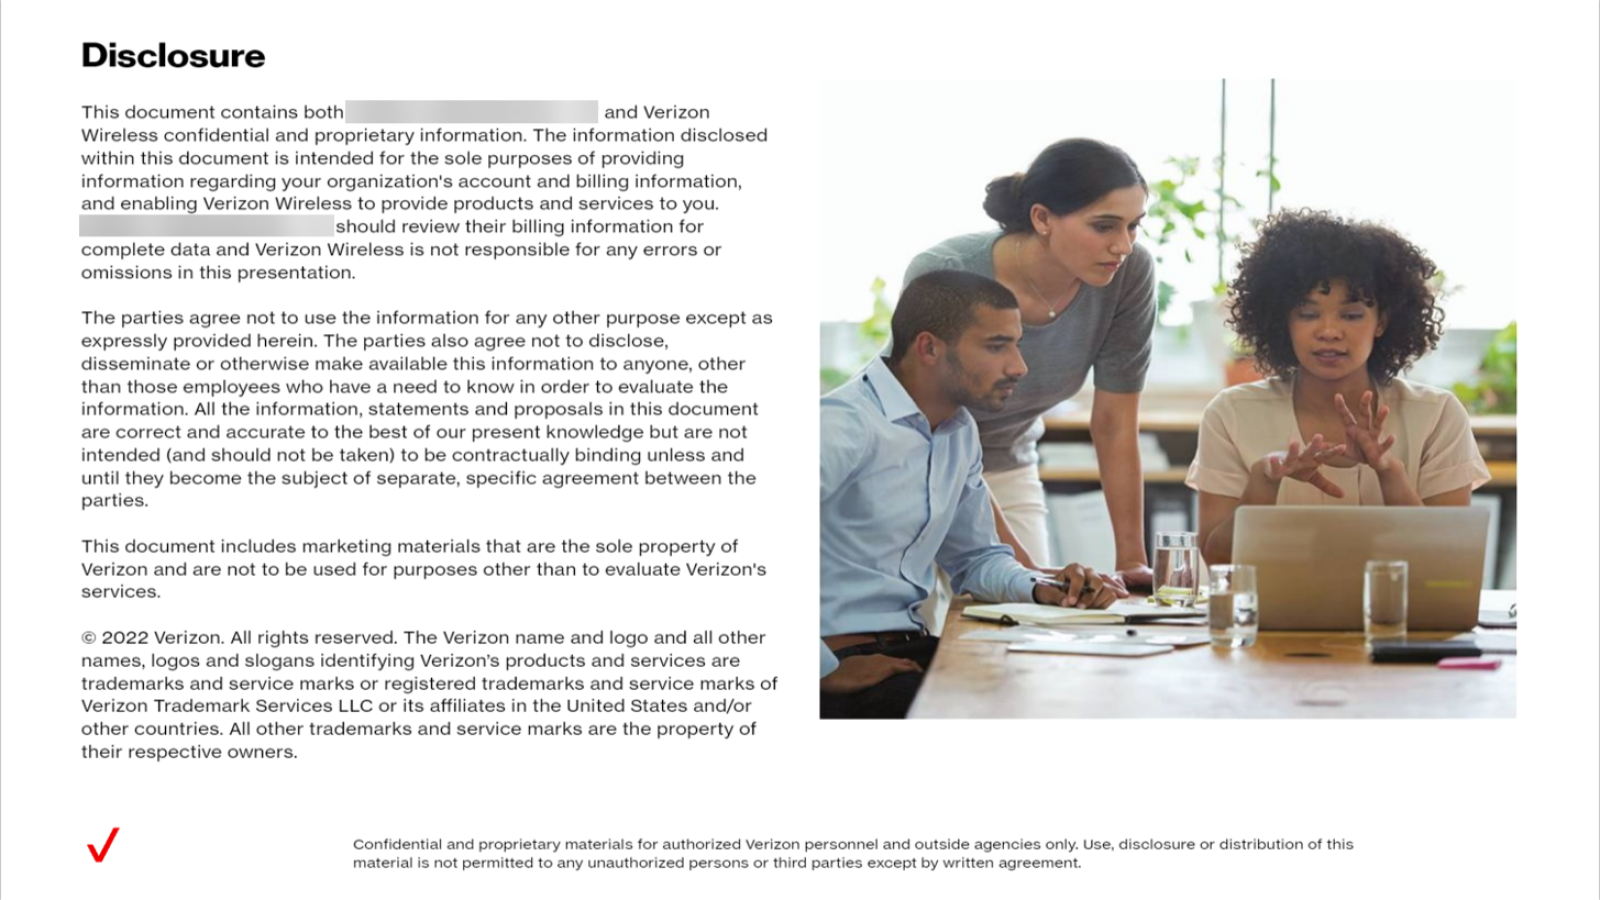 Disclosure
This document contains both and Verizon
Wireless confidential and proprietary information. The information disclosed
within this document is intended for the sole purposes of providing
information regarding your organization's account and billing information,
and enabling Verizon Wireless to provide products and services to you.
should review their billing information for
complete data and Verizon Wireless is not responsible for any errors or
omissions in this presentation.
The parties agree not to use the information for any other purpose except as
expressly provided herein. The parties also agree not to disclose,
disseminate or otherwise make available this information to anyone, other
than those employees who have a need to know in order to evaluate the
information. All the information, statements and proposals in this document
are correct and accurate to the best of our present knowledge but are not
intended (and should not be taken) to be contractually binding unless and
until they become the subject of separate, specific agreement between the
parties.
This document includes marketing materials that are the sole property of
Verizon and are not to be used for purposes other than to evaluate Verizon's
services.
© 2022 Verizon. All rights reserved. The Verizon name and logo and all other
names, logos and slogans identifying Verizon’s products and services are
trademarks and service marks or registered trademarks and service marks of
Verizon Trademark Services LLC or its affiliates in the United States and/or
other countries. All other trademarks and service marks are the property of
their respective owners.
Confidential and proprietary materials for authorized Verizon personnel and outside agencies only. Use, disclosure or distribution of this
material is not permitted to any unauthorized persons or third parties except by written agreement.